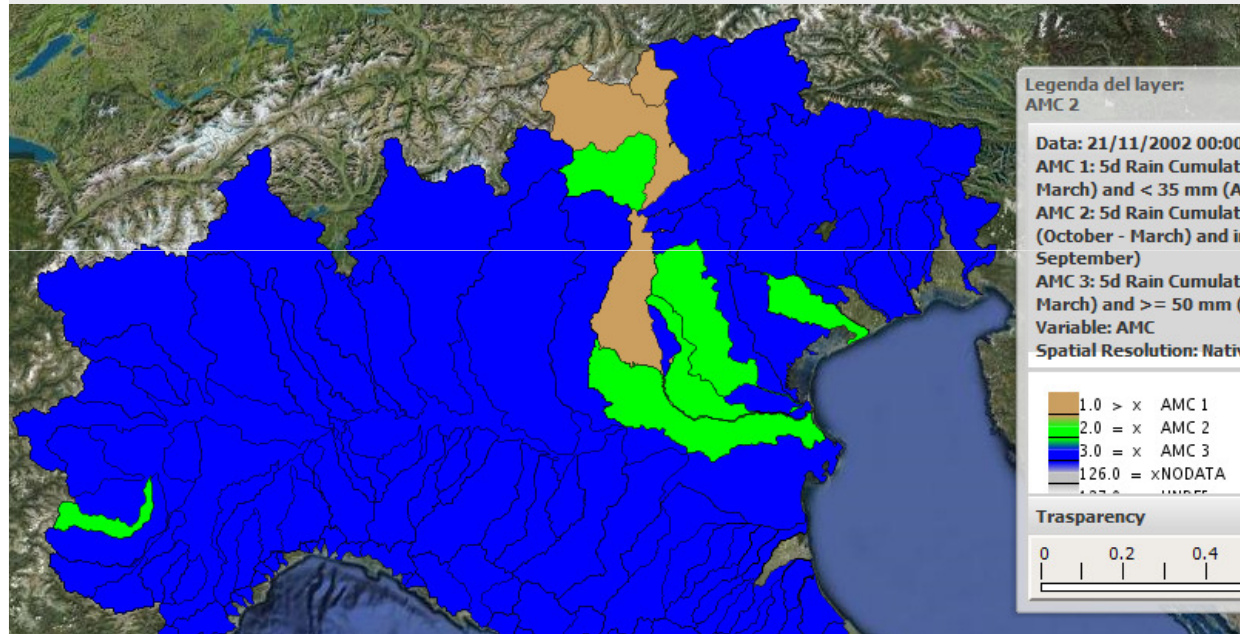 Legenda del layer:
AMC 2
Data: 21/11/2002 00:00
AMC 1: 5d Rain Cumulat
March) and < 35 mm (A
AMC 2: 5d Rain Cumulat
(October - March) and i
September)
AMC 3: 5d Rain Cumulat
March) and >= 50 mm (
Variable: AMC
Spatial Resolution: Nativ
1.0 > x AMC 1
2.0 = x AMC 2
3.0 = x AMC 3
126.0 = xNODATA
Trasparency
0 0.2 0.4